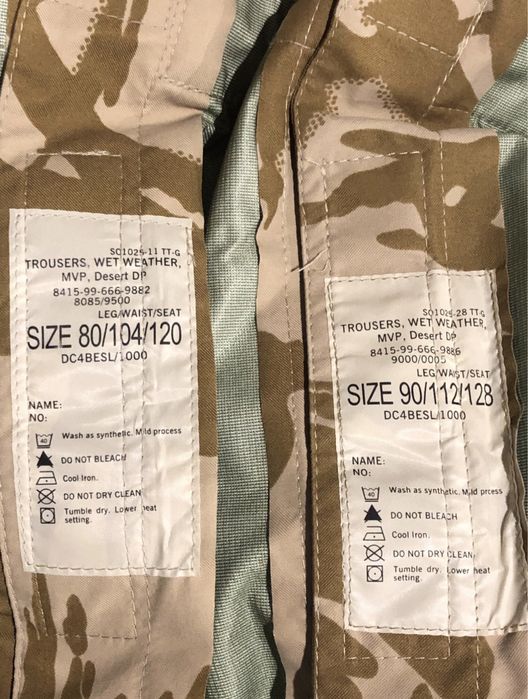 SO1025-11 TT-G
TROUSERS, WET WEATHER,
MVP, Desert DP
8415-99-666-9882
8085/9500
LEG/WAIST/SEAT
SIZE 80/104/120
DC4BESL/1000
NAME:
NO:
40 Wash as synthetic. Mild process
DO NOT BLEACH
Cool Iron.
DO NOT DRY CLEAN
Tumble dry. Lower heat
setting.
SO1025-28 TT-G
TROUSERS, WET WEATHER,
MVP, Desert DP
8415-99-666-9886
9000/0005
LEG/WAIST/SEAT
SIZE 90/112/128
DC4BESL/1000
NAME:
NO:
40 Wash as synthetic. Mild prcess
DO NOT BLEACH
Cool Iron.
DO NOT DRY CLEAN
Tumble dry. Lower heat
setting.